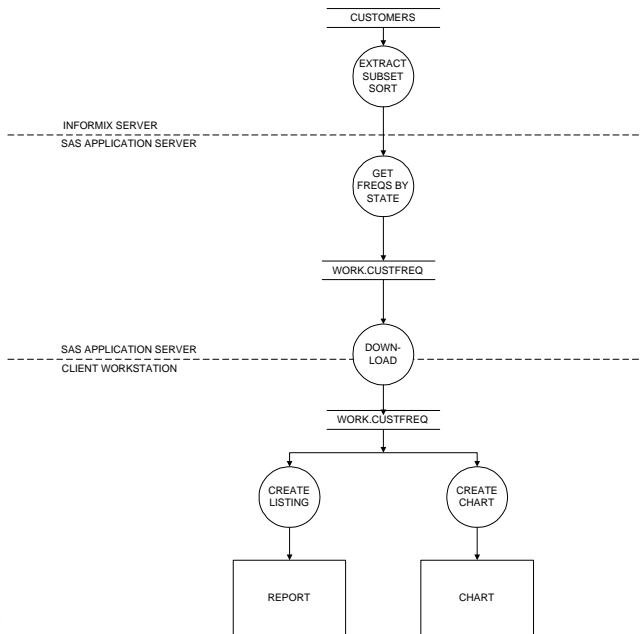 CUSTOMERS
EXTRACT
SUBSET
SORT
INFORMIX SERVER
SAS APPLICATION SERVER
GET
FREQS BY
STATE
WORK.CUSTFREQ
SAS APPLICATION SERVER
DOWN-
LOAD
CLIENT WORKSTATION
WORK.CUSTFREQ
CREATE
LISTING
CREATE
CHART
REPORT
CHART